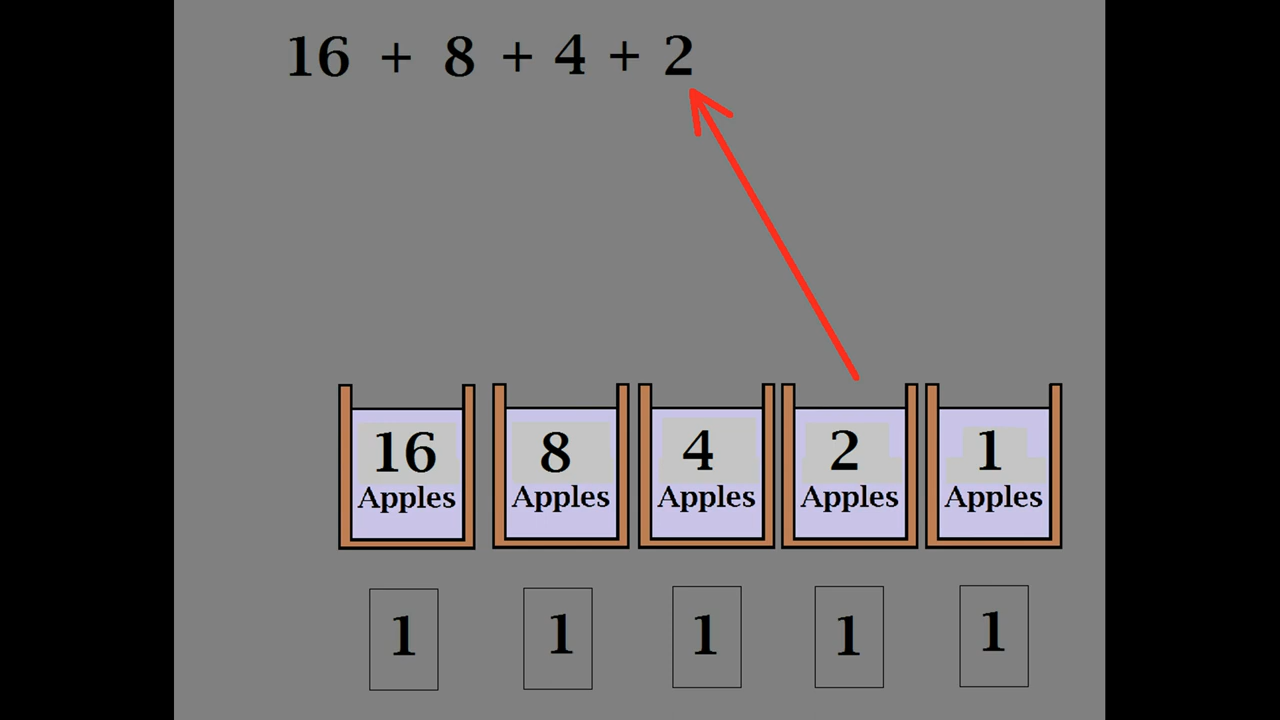 16 + 8 + 4 + 2
16 8 4 2 1
Apples Apples Apples Apples Apples
1 1 1 1 1